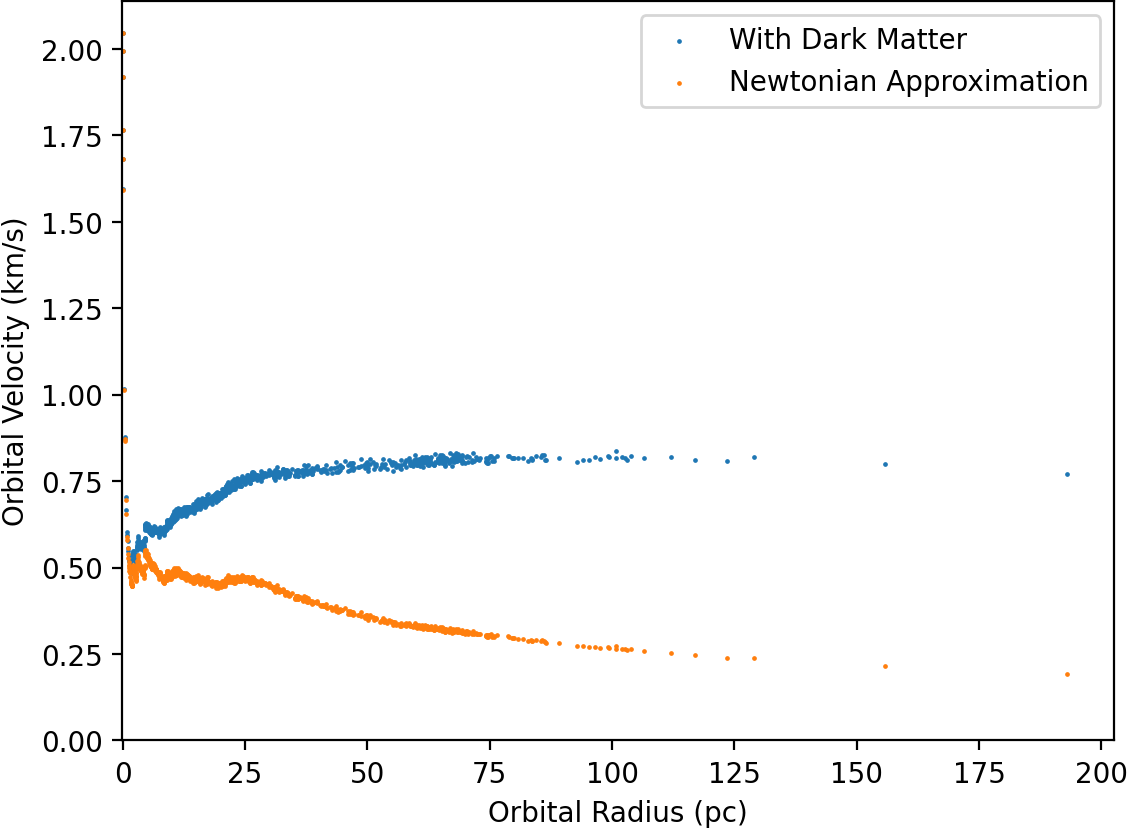 2.00
1.75
1.50
1.25
1.00
0.75
0.50
0.25
0.00
Orbital Velocity (km/s)
With Dark Matter
Newtonian Approximation
0 25 50 75 100 125 150 175 200
Orbital Radius (pc)